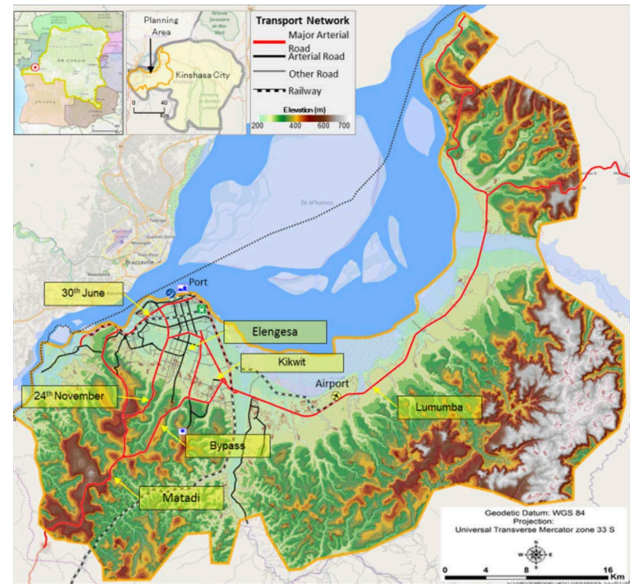 Planning
Area
Kinshasa City
0 40
Km
Transport Network
Major Arterial
Road
Arterial Road
Other Road
Railway
Elevation (m)
200 400 600 700
Brazzaville
Port
30th June
Elengesa
Kikwit
Airport
24th November
Lumumba
Bypass
Matadi
Geodetic Datum: WGS 84
Projection:
Universal Transverse Mercator zone 33 S
N
W E
S
0 4 8 16
Km